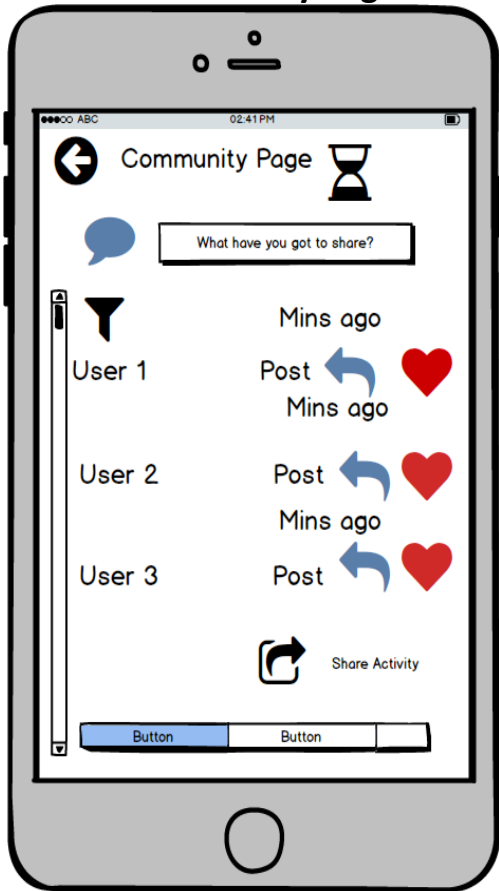 ABC 02:41 PM
Community Page
What have you got to share?
Mins ago
User 1 Post
Mins ago
User 2 Post
Mins ago
User 3 Post
Share Activity
Button Button